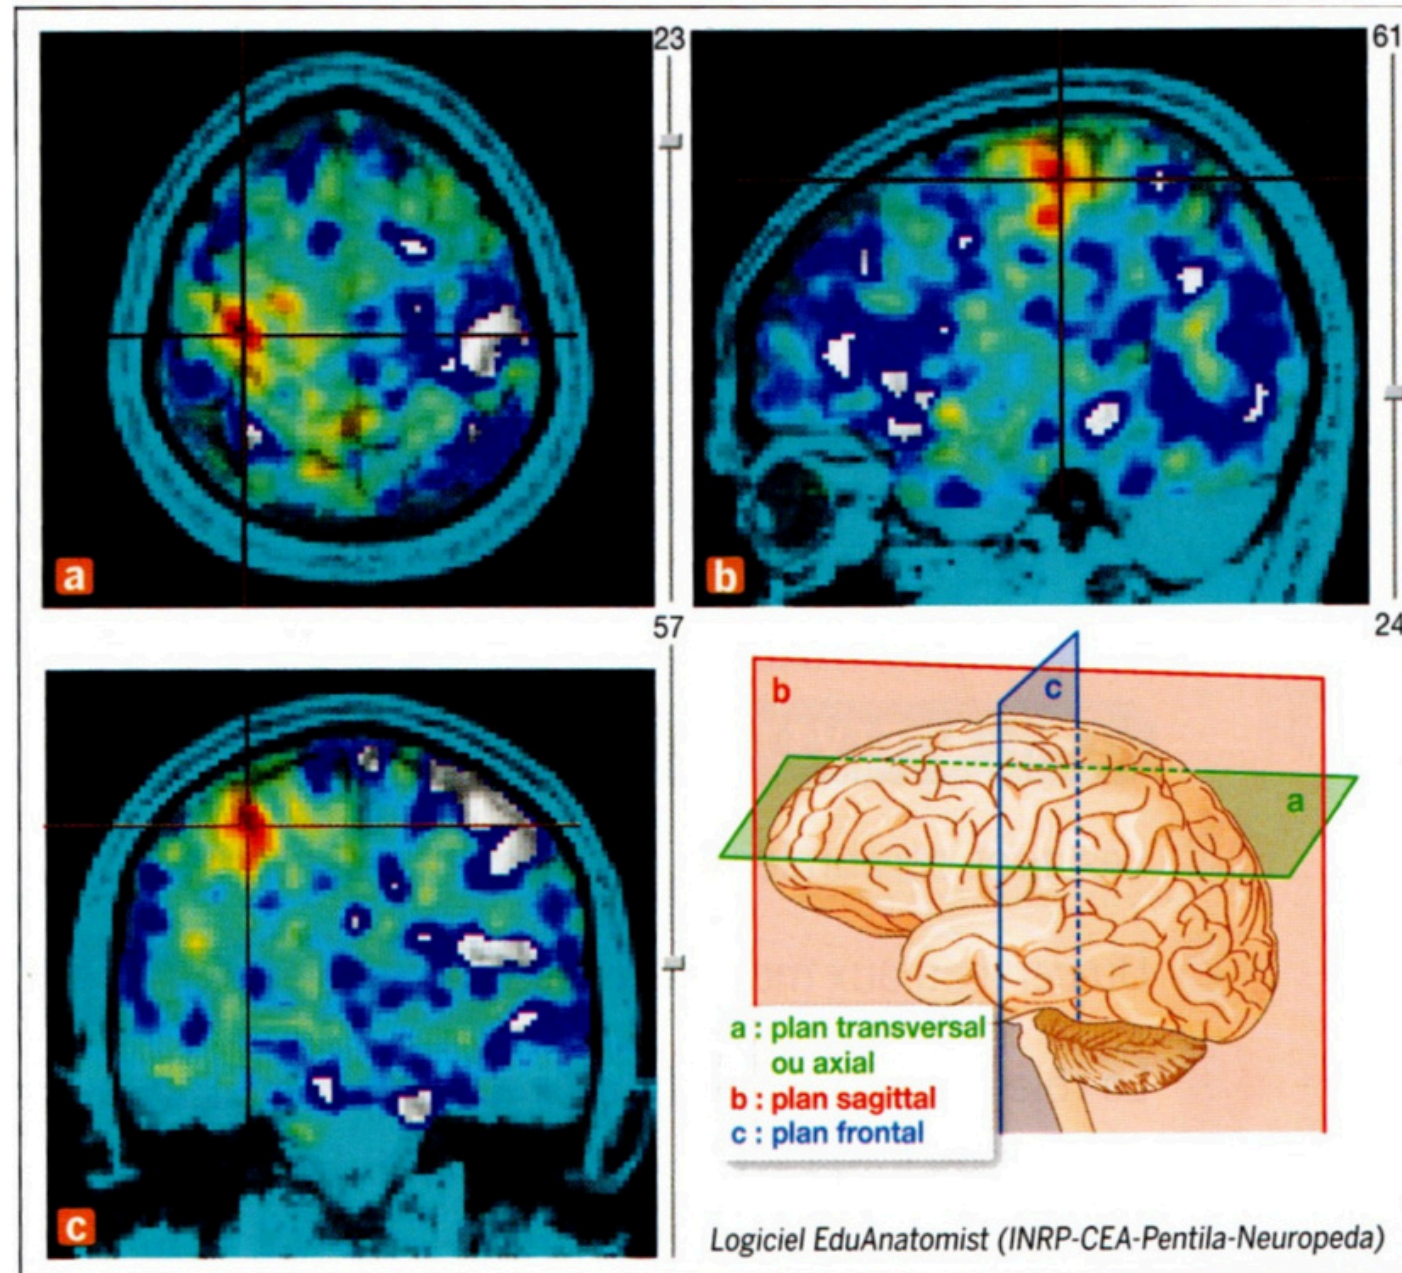 23
61
a
b
57
24
b
c
a
a : plan transversal
ou axial
b : plan sagittal
c : plan frontal
c
Logiciel EduAnatomist (INRP-CEA-Pentila-Neuropeda)